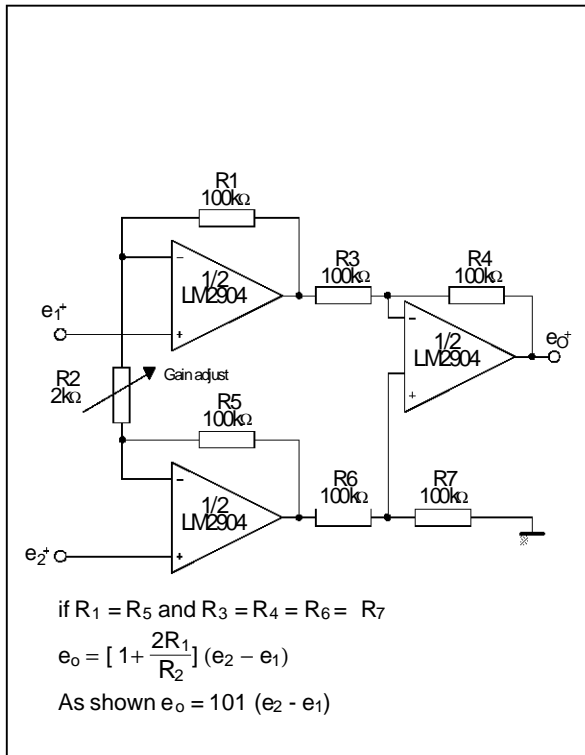 R1
100kΩ
R3
100kΩ
R4
100kΩ
1/2
LM2904
e1+
eO+
1/2
LM2904
R2
2kΩ
Gain adjust
R5
100kΩ
R6
100kΩ
R7
100kΩ
1/2
LM2904
e2+
if R1 = R5 and R3 = R4 = R6 = R7
eo = [ 1 + 2R1/R2 ] (e2 – e1)
As shown eo = 101 (e2 - e1)